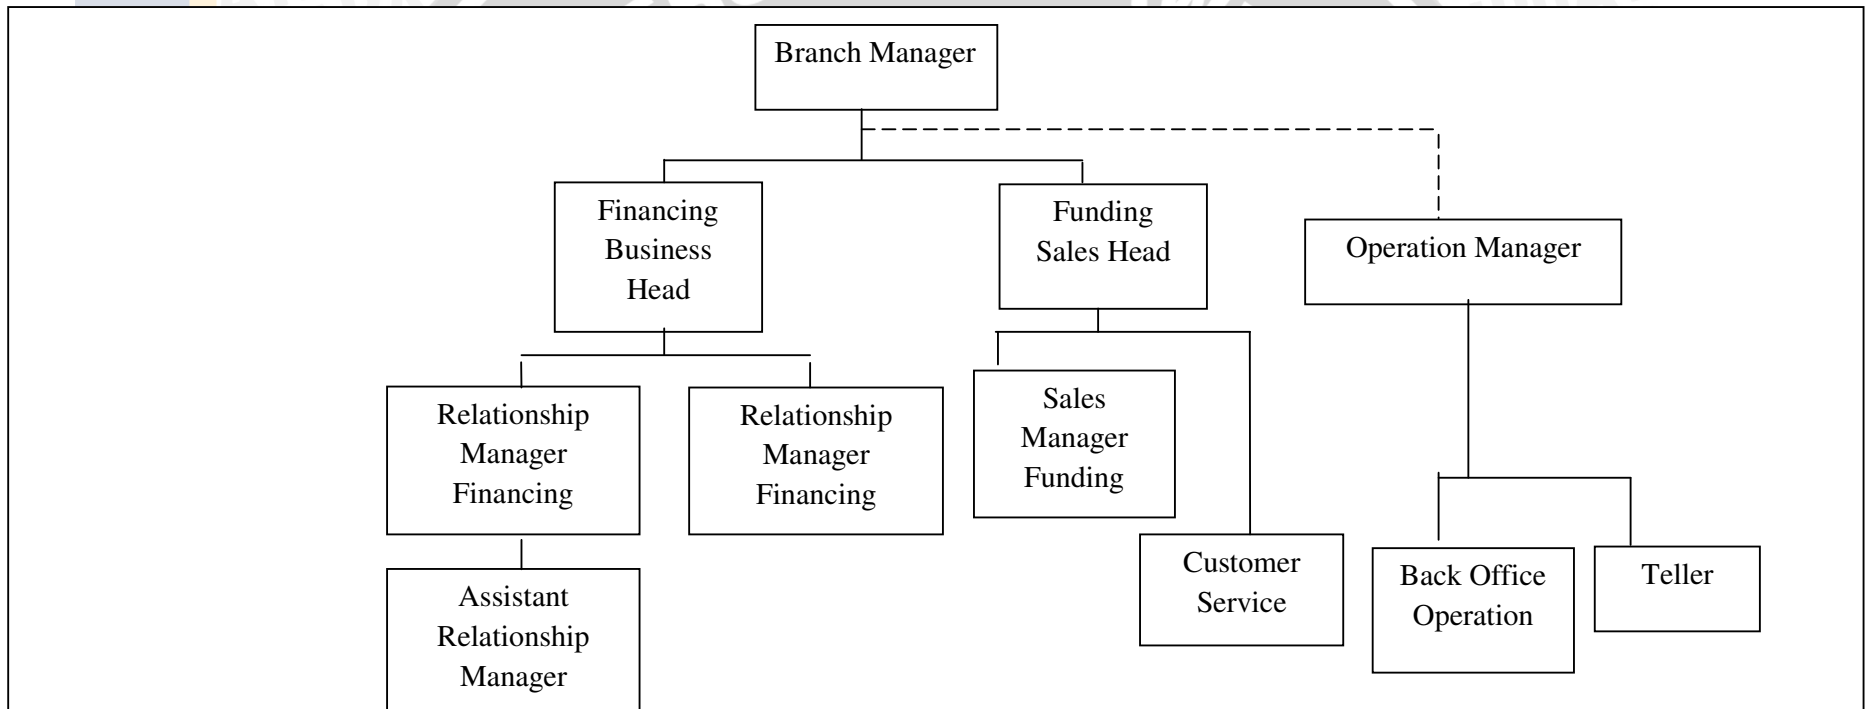 Branch Manager
Financing
Business
Head
Funding
Sales Head
Operation Manager
Relationship
Manager
Financing
Relationship
Manager
Financing
Sales
Manager
Funding
Customer
Service
Back Office
Operation
Teller
Assistant
Relationship
Manager